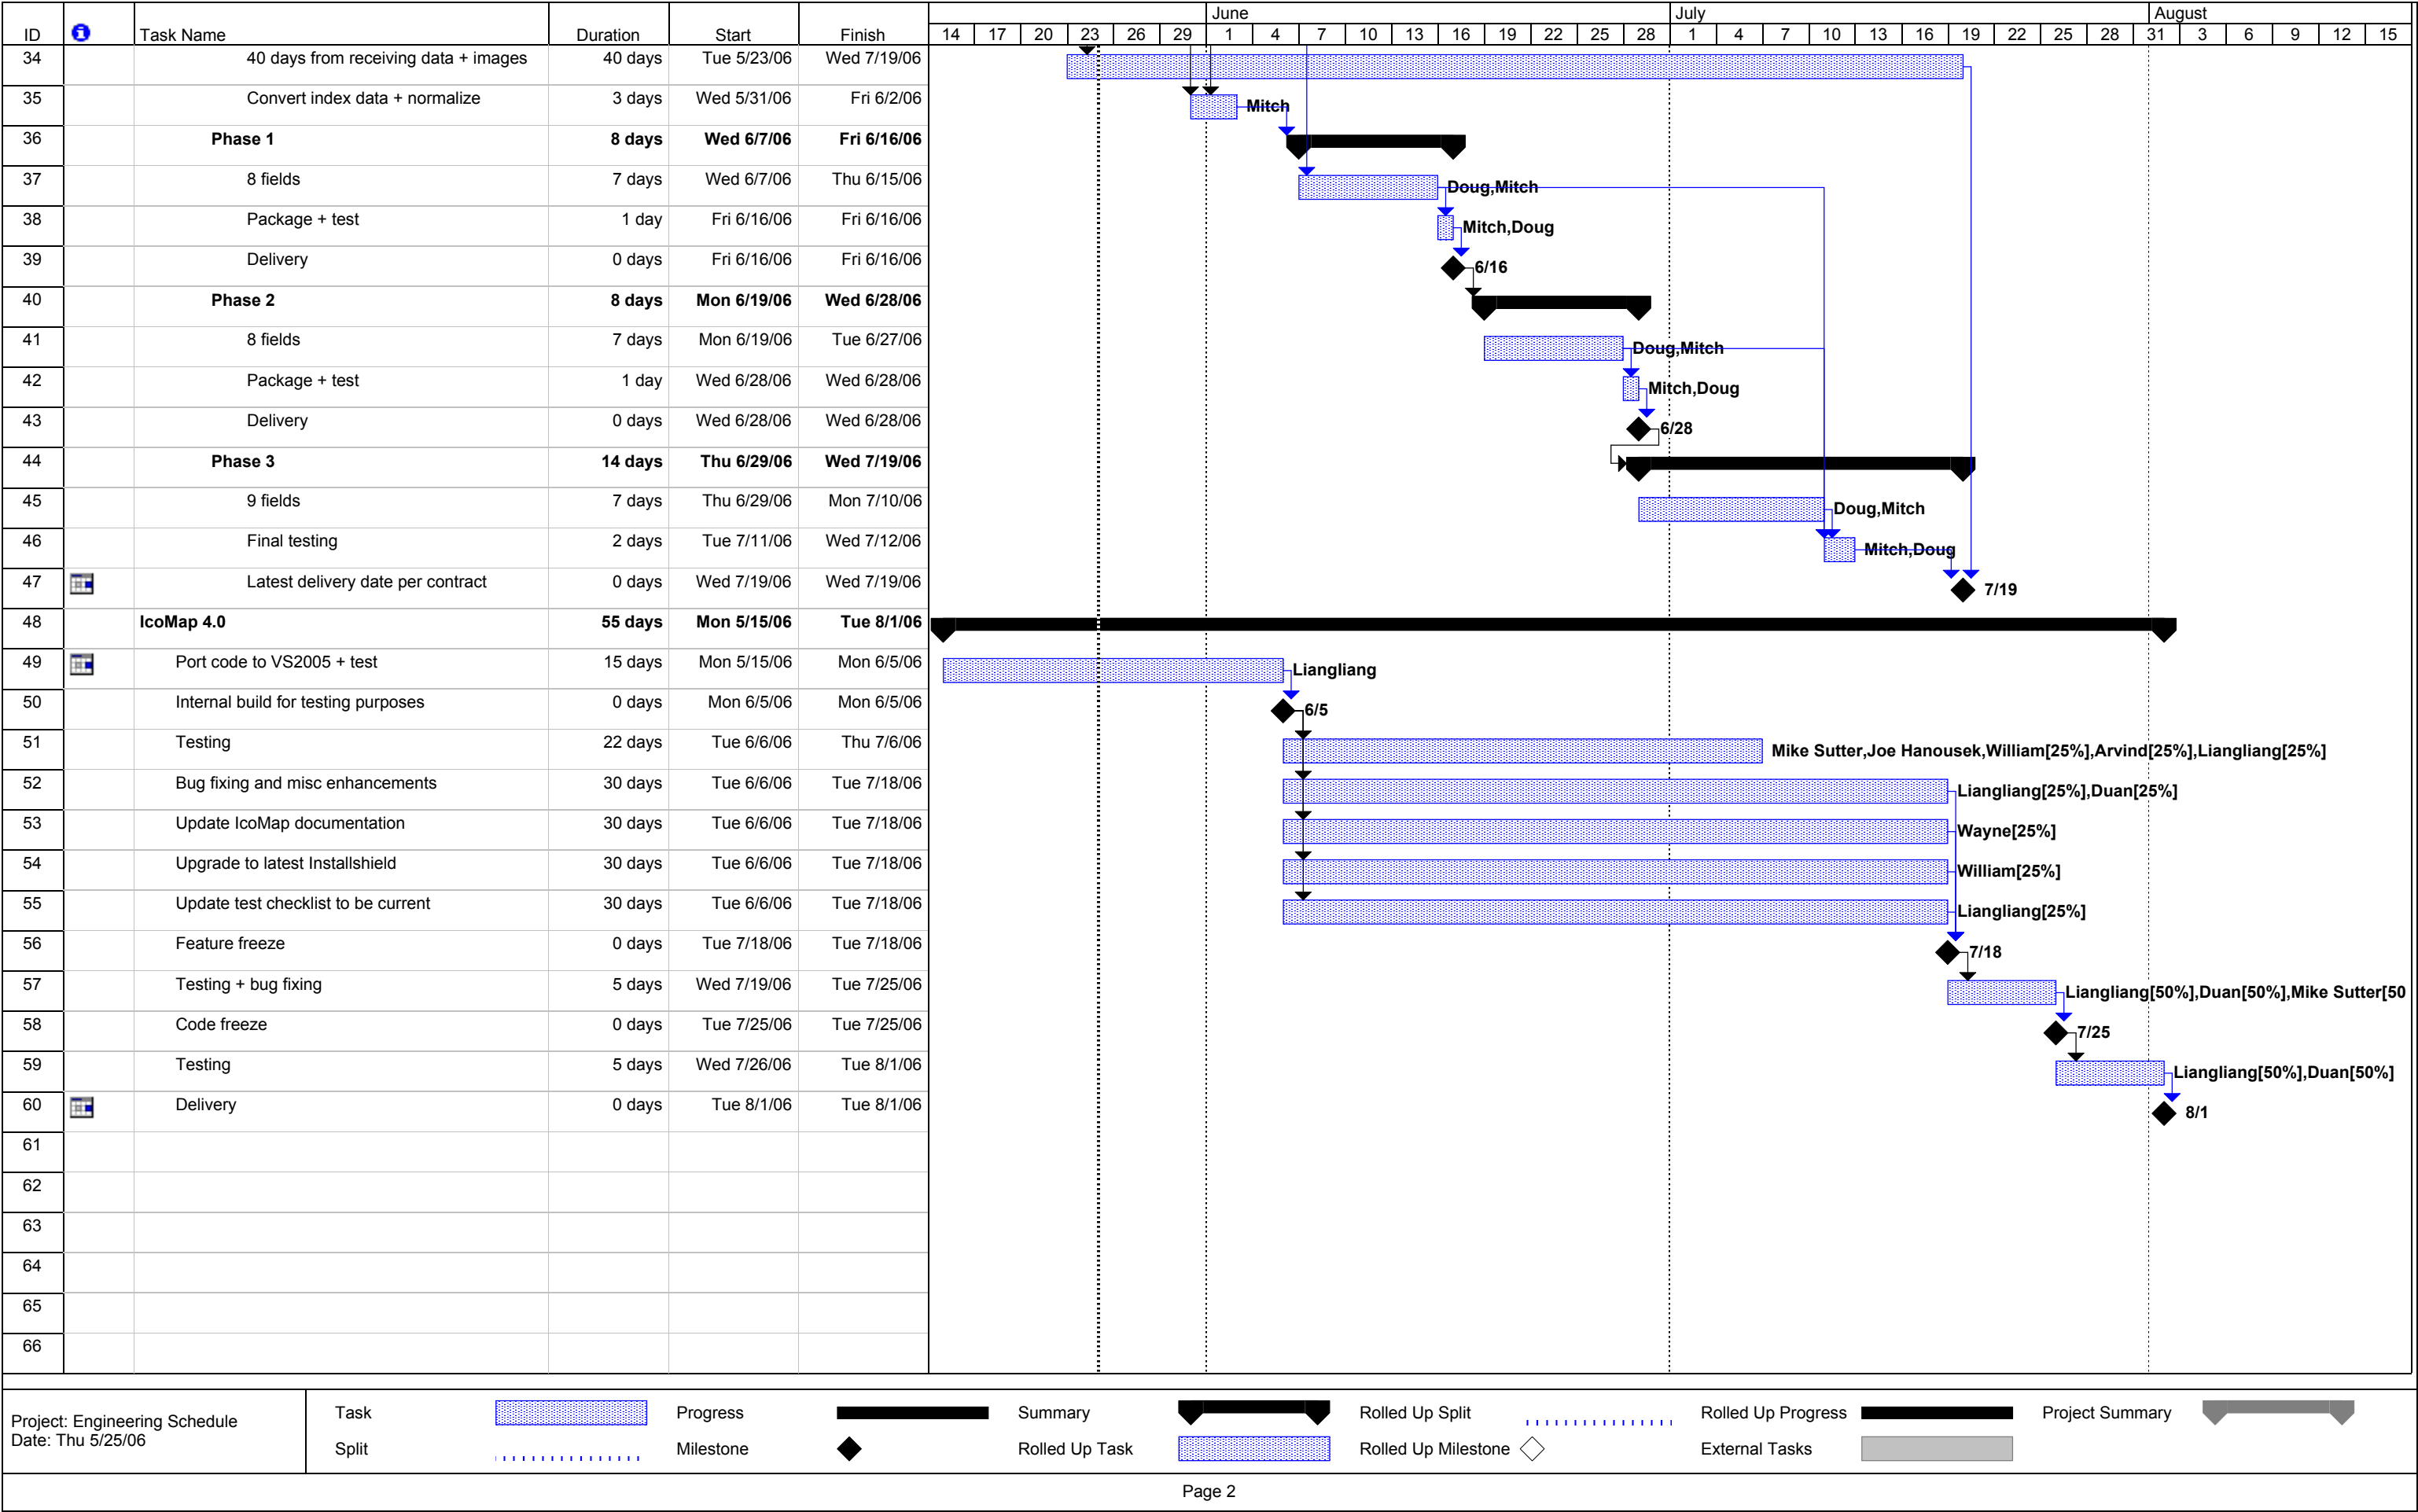 June July August
ID Task Name Duration Start Finish 14 17 20 23 26 29 1 4 7 10 13 16 19 22 25 28 1 4 7 10 13 16 19 22 25 28 31 3 6 9 12 15
34 40 days from receiving data + images 40 days Tue 5/23/06 Wed 7/19/06
35 Convert index data + normalize 3 days Wed 5/31/06 Fri 6/2/06 Mitch
36 Phase 1 8 days Wed 6/7/06 Fri 6/16/06
37 8 fields 7 days Wed 6/7/06 Thu 6/15/06 Doug,Mitch
38 Package + test 1 day Fri 6/16/06 Fri 6/16/06 Mitch,Doug
39 Delivery 0 days Fri 6/16/06 Fri 6/16/06 6/16
40 Phase 2 8 days Mon 6/19/06 Wed 6/28/06
41 8 fields 7 days Mon 6/19/06 Tue 6/27/06 Doug,Mitch
42 Package + test 1 day Wed 6/28/06 Wed 6/28/06 Mitch,Doug
43 Delivery 0 days Wed 6/28/06 Wed 6/28/06 6/28
44 Phase 3 14 days Thu 6/29/06 Wed 7/19/06
45 9 fields 7 days Thu 6/29/06 Mon 7/10/06 Doug,Mitch
46 Final testing 2 days Tue 7/11/06 Wed 7/12/06 Mitch,Doug
47 Latest delivery date per contract 0 days Wed 7/19/06 Wed 7/19/06 7/19
48 IcoMap 4.0 55 days Mon 5/15/06 Tue 8/1/06
49 Port code to VS2005 + test 15 days Mon 5/15/06 Mon 6/5/06 Liangliang
50 Internal build for testing purposes 0 days Mon 6/5/06 Mon 6/5/06 6/5
51 Testing 22 days Tue 6/6/06 Thu 7/6/06 Mike Sutter,Joe Hanousek,William[25%],Arvind[25%],Liangliang[25%]
52 Bug fixing and misc enhancements 30 days Tue 6/6/06 Tue 7/18/06 Liangliang[25%],Duan[25%]
53 Update IcoMap documentation 30 days Tue 6/6/06 Tue 7/18/06 Wayne[25%]
54 Upgrade to latest Installshield 30 days Tue 6/6/06 Tue 7/18/06 William[25%]
55 Update test checklist to be current 30 days Tue 6/6/06 Tue 7/18/06 Liangliang[25%]
56 Feature freeze 0 days Tue 7/18/06 Tue 7/18/06 7/18
57 Testing + bug fixing 5 days Wed 7/19/06 Tue 7/25/06 Liangliang[50%],Duan[50%],Mike Sutter[50
58 Code freeze 0 days Tue 7/25/06 Tue 7/25/06 7/25
59 Testing 5 days Wed 7/26/06 Tue 8/1/06 Liangliang[50%],Duan[50%]
60 Delivery 0 days Tue 8/1/06 Tue 8/1/06 8/1
61
62
63
64
65
66
Project: Engineering Schedule
Date: Thu 5/25/06
Task Progress Summary Rolled Up Split Rolled Up Progress Project Summary
Split Milestone Rolled Up Task Rolled Up Milestone External Tasks
Page 2